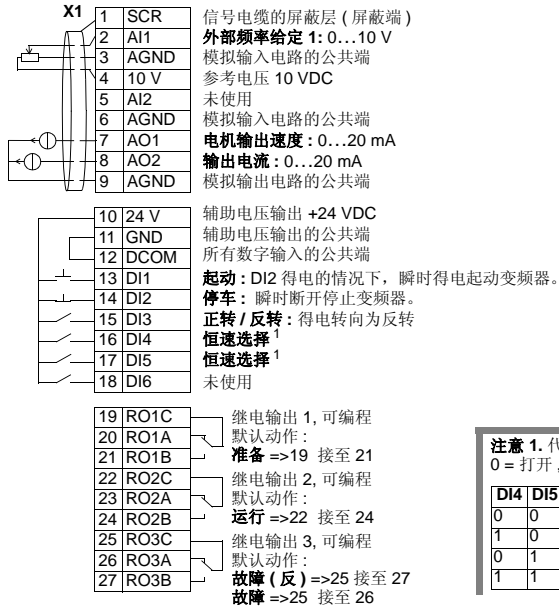 X1
1 SCR 信号电缆的屏蔽层 ( 屏蔽端 )
2 AI1 外部频率给定 1: 0…10 V
3 AGND 模拟输入电路的公共端
4 10 V 参考电压 10 VDC
5 AI2 未使用
6 AGND 模拟输入电路的公共端
7 AO1 电机输出速度 : 0…20 mA
8 AO2 输出电流 : 0…20 mA
9 AGND 模拟输出电路的公共端
10 24 V 辅助电压输出 +24 VDC
11 GND 辅助电压输出的公共端
12 DCOM 所有数字输入的公共端
13 DI1 起动 : DI2 得电的情况下，瞬时得电起动变频器。
14 DI2 停车 : 瞬时断开停止变频器。
15 DI3 正转 / 反转 : 得电转向为反转
16 DI4 恒速选择 1
17 DI5 恒速选择 1
18 DI6 未使用
19 RO1C 继电输出 1, 可编程
20 RO1A 默认动作 :
21 RO1B 准备 =>19 接至 21
22 RO2C 继电输出 2, 可编程
23 RO2A 默认动作 :
24 RO2B 运行 =>22 接至 24
25 RO3C 继电输出 3, 可编程
26 RO3A 默认动作 :
27 RO3B 故障 ( 反 ) =>25 接至 27
故障 =>25 接至 26
注意 1. 代
0 = 打开 ,
DI4 DI5
0 0
1 0
0 1
1 1